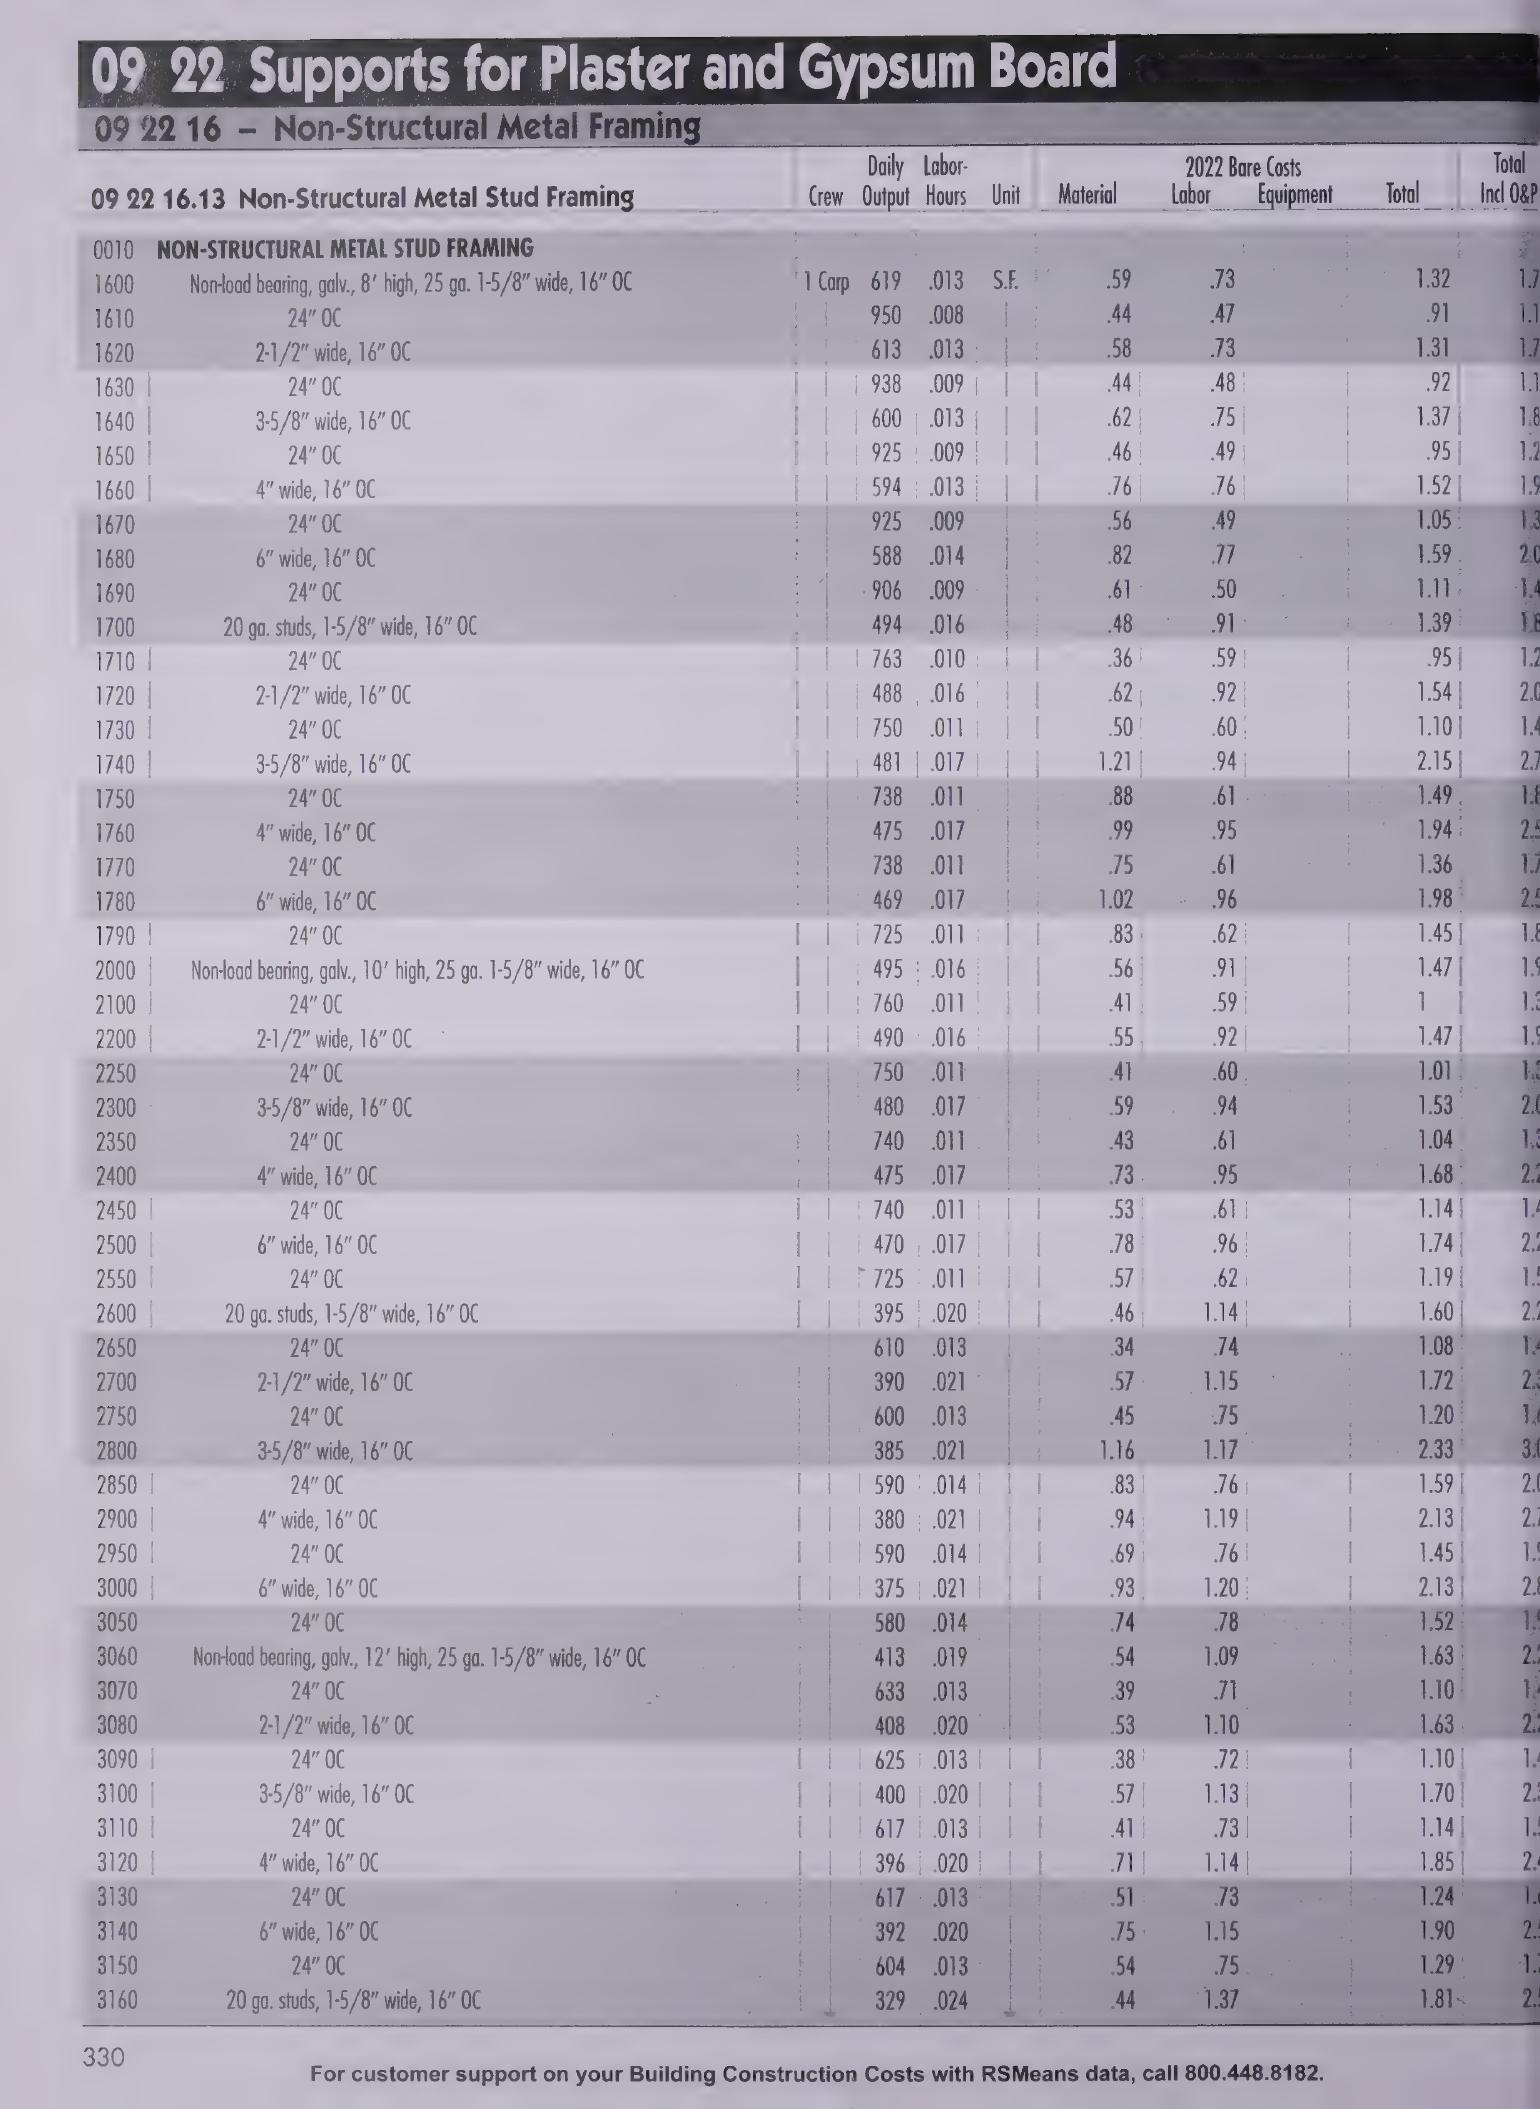 09 22 Supports for Plaster and Gypsum Board
09 22 16 – Non-Structural Metal Framing
Daily Labor- 2022 Bare Costs Total
09 22 16.13 Non-Structural Metal Stud Framing Crew Output Hours Unit Material Labor Equipment Total Incl O&P
0010 NON-STRUCTURAL METAL STUD FRAMING
1600 Non-load bearing, galv., 8' high, 25 ga. 1-5/8" wide, 16" OC 1 Carp 619 .013 S.F. .59 .73 1.32 1.7
1610 24" OC 950 .008 .44 .47 .91 1.1
1620 2-1/2" wide, 16" OC 613 .013 .58 .73 1.31 1.7
1630 24" OC 938 .009 .44 .48 .92 1.1
1640 3-5/8" wide, 16" OC 600 .013 .62 .75 1.37 1.8
1650 24" OC 925 .009 .46 .49 .95 1.2
1660 4" wide, 16" OC 594 .013 .76 .76 1.52 1.9
1670 24" OC 925 .009 .56 .49 1.05 1.3
1680 6" wide, 16" OC 588 .014 .82 .77 1.59 2.0
1690 24" OC 906 .009 .61 .50 1.11 1.4
1700 20 ga. studs, 1-5/8" wide, 16" OC 494 .016 .48 .91 1.39 1.8
1710 24" OC 763 .010 .36 .59 .95 1.2
1720 2-1/2" wide, 16" OC 488 .016 .62 .92 1.54 2.0
1730 24" OC 750 .011 .50 .60 1.10 1.4
1740 3-5/8" wide, 16" OC 481 .017 1.21 .94 2.15 2.7
1750 24" OC 738 .011 .88 .61 1.49 1.8
1760 4" wide, 16" OC 475 .017 .99 .95 1.94 2.5
1770 24" OC 738 .011 .75 .61 1.36 1.7
1780 6" wide, 16" OC 469 .017 1.02 .96 1.98 2.5
1790 24" OC 725 .011 .83 .62 1.45 1.8
2000 Non-load bearing, galv., 10' high, 25 ga. 1-5/8" wide, 16" OC 495 .016 .56 .91 1.47 1.9
2100 24" OC 760 .011 .41 .59 1 1.3
2200 2-1/2" wide, 16" OC 490 .016 .55 .92 1.47 1.9
2250 24" OC 750 .011 .41 .60 1.01 1.3
2300 3-5/8" wide, 16" OC 480 .017 .59 .94 1.53 2.0
2350 24" OC 740 .011 .43 .61 1.04 1.3
2400 4" wide, 16" OC 475 .017 .73 .95 1.68 2.2
2450 24" OC 740 .011 .53 .61 1.14 1.4
2500 6" wide, 16" OC 470 .017 .78 .96 1.74 2.2
2550 24" OC 725 .011 .57 .62 1.19 1.5
2600 20 ga. studs, 1-5/8" wide, 16" OC 395 .020 .46 1.14 1.60 2.2
2650 24" OC 610 .013 .34 .74 1.08 1.4
2700 2-1/2" wide, 16" OC 390 .021 .57 1.15 1.72 2.3
2750 24" OC 600 .013 .45 .75 1.20 1.6
2800 3-5/8" wide, 16" OC 385 .021 1.16 1.17 2.33 3.0
2850 24" OC 590 .014 .83 .76 1.59 2.0
2900 4" wide, 16" OC 380 .021 .94 1.19 2.13 2.7
2950 24" OC 590 .014 .69 .76 1.45 1.9
3000 6" wide, 16" OC 375 .021 .93 1.20 2.13 2.8
3050 24" OC 580 .014 .74 .78 1.52
3060 Non-load bearing, galv., 12' high, 25 ga. 1-5/8" wide, 16" OC 413 .019 .54 1.09 1.63 2.2
3070 24" OC 633 .013 .39 .71 1.10 1.4
3080 2-1/2" wide, 16" OC 408 .020 .53 1.10 1.63 2.2
3090 24" OC 625 .013 .38 .72 1.10 1.4
3100 3-5/8" wide, 16" OC 400 .020 .57 1.13 1.70 2.3
3110 24" OC 617 .013 .41 .73 1.14 1.5
3120 4" wide, 16" OC 396 .020 .71 1.14 1.85 2.4
3130 24" OC 617 .013 .51 .73 1.24 1.6
3140 6" wide, 16" OC 392 .020 .75 1.15 1.90 2.5
3150 24" OC 604 .013 .54 .75 1.29 1.7
3160 20 ga. studs, 1-5/8" wide, 16" OC 329 .024 .44 1.37 1.81 2.5
330
For customer support on your Building Construction Costs with RSMeans data, call 800.448.8182.